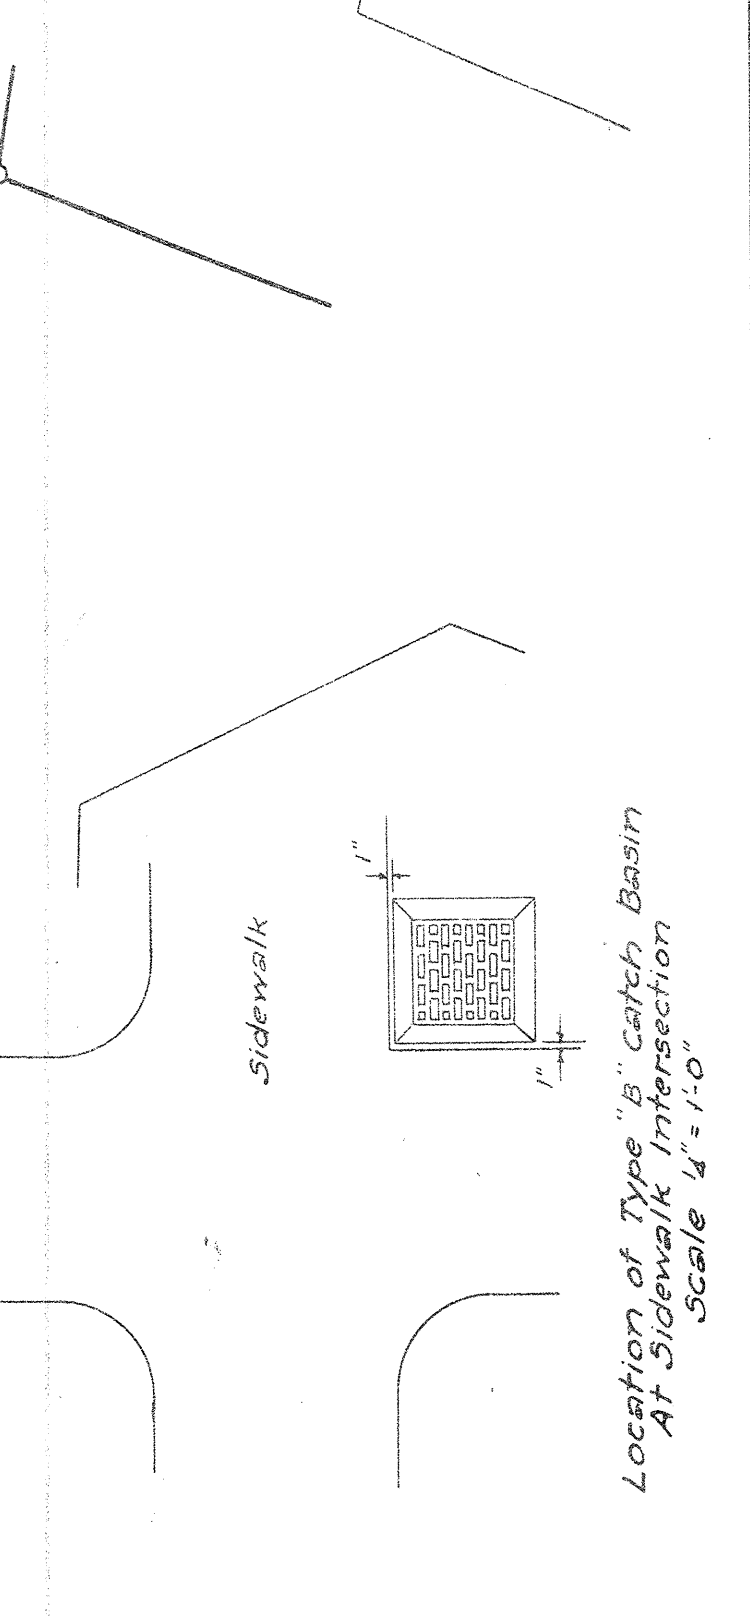 Sidewalk
1"
1"
Location of Type "B" Catch Basin
At Sidewalk Intersection
Scale ¼" = 1'-0"